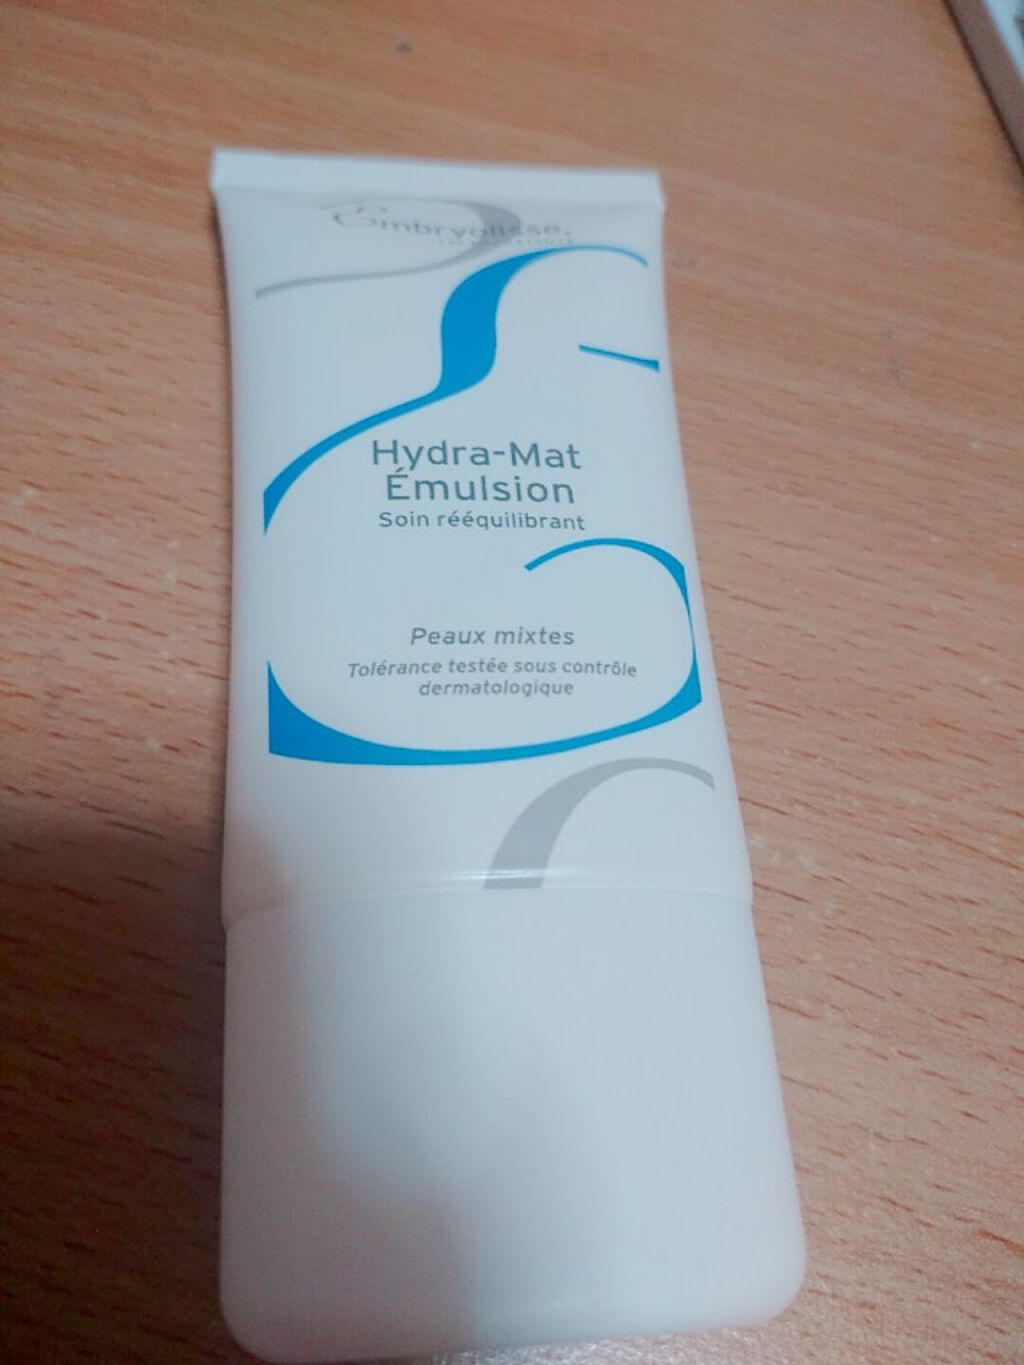 Embryolisse.
Hydra-Mat
Émulsion
Soin rééquilibrant
Peaux mixtes
Tolérance testée sous contrôle
dermatologique